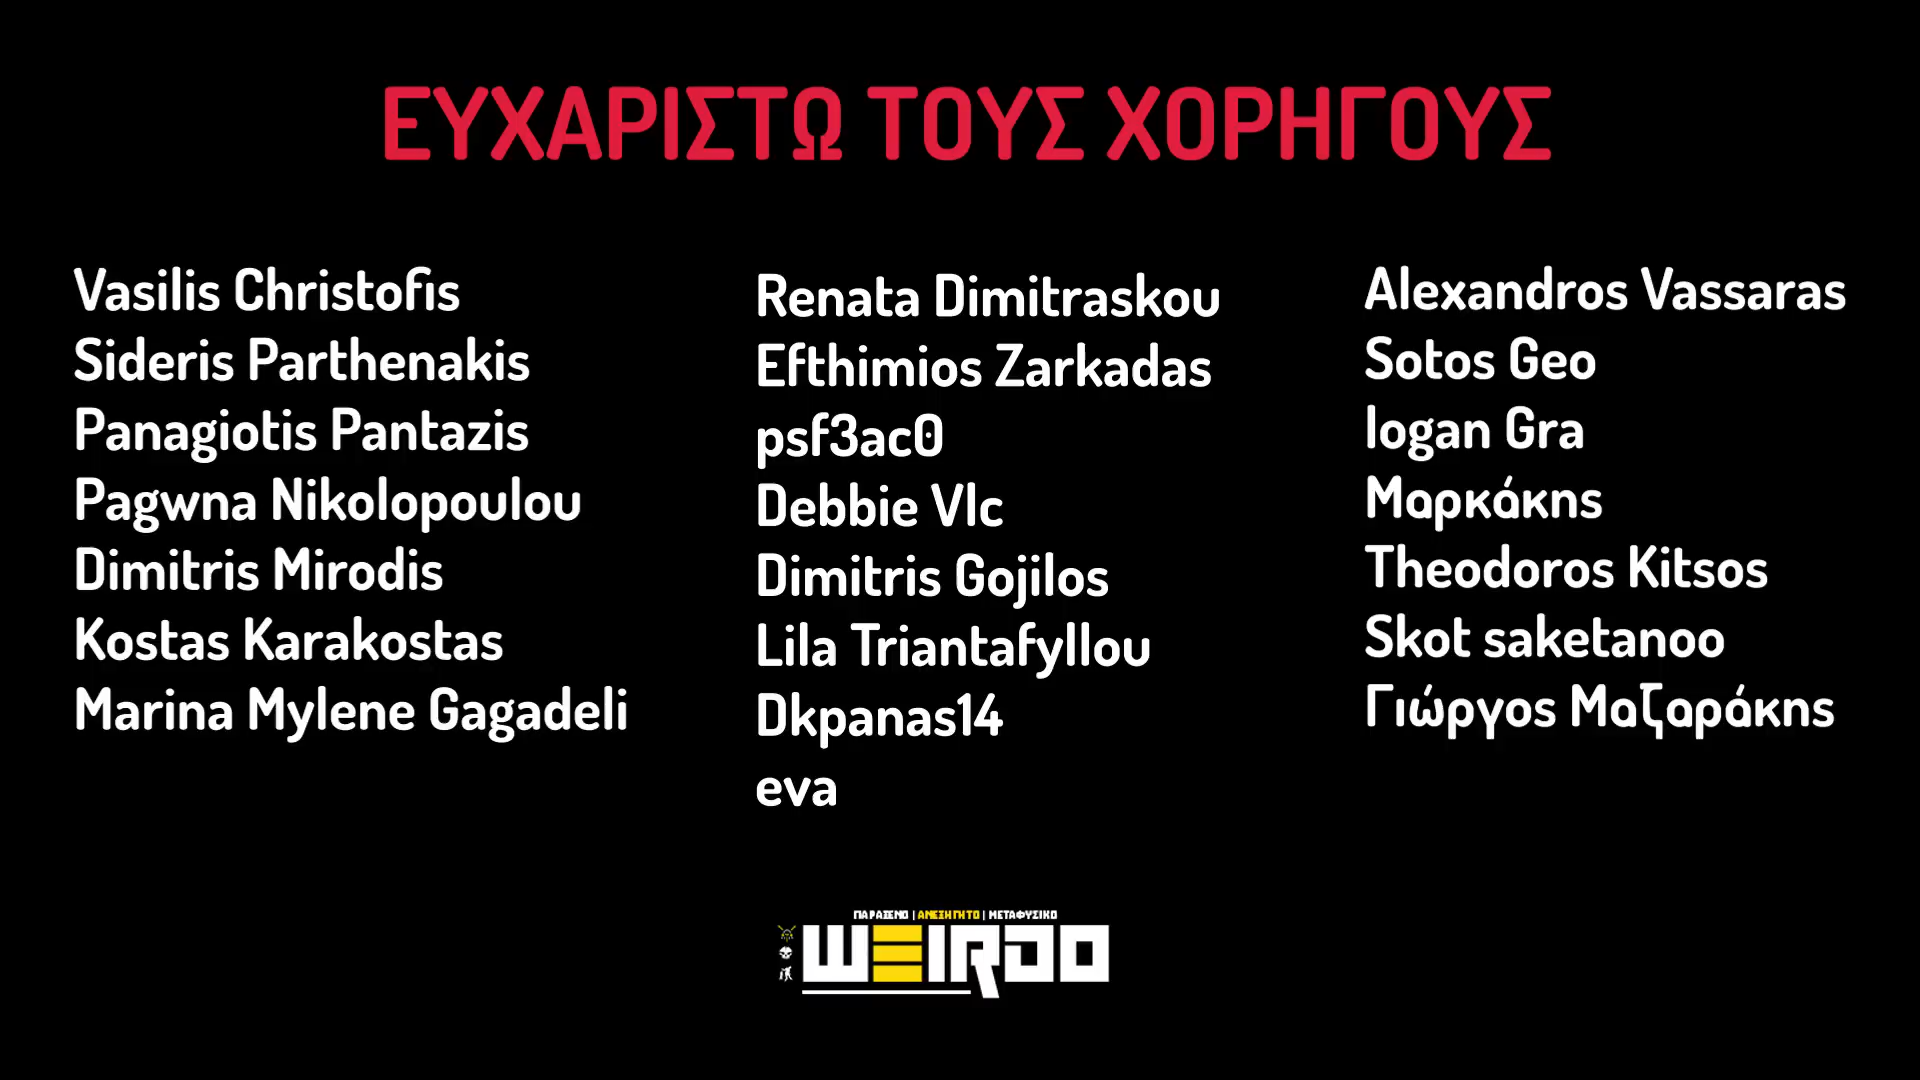 ΕΥΧΑΡΙΣΤΩ ΤΟΥΣ ΧΟΡΗΓΟΥΣ
Vasilis Christofis
Sideris Parthenakis
Panagiotis Pantazis
Pagwna Nikolopoulou
Dimitris Mirodis
Kostas Karakostas
Marina Mylene Gagadeli
Renata Dimitraskou
Efthimios Zarkadas
psf3ac0
Debbie Vlc
Dimitris Gojilos
Lila Triantafyllou
Dkpanas14
eva
Alexandros Vassaras
Sotos Geo
logan Gra
Μαρκάκης
Theodoros Kitsos
Skot saketanoo
Γιώργος Μαζαράκης
ΠΑΡΑΞΕΝΟ | ΑΝΕΞΗΓΗΤΟ | ΜΕΤΑΦΥΣΙΚΟ
WEIRDO